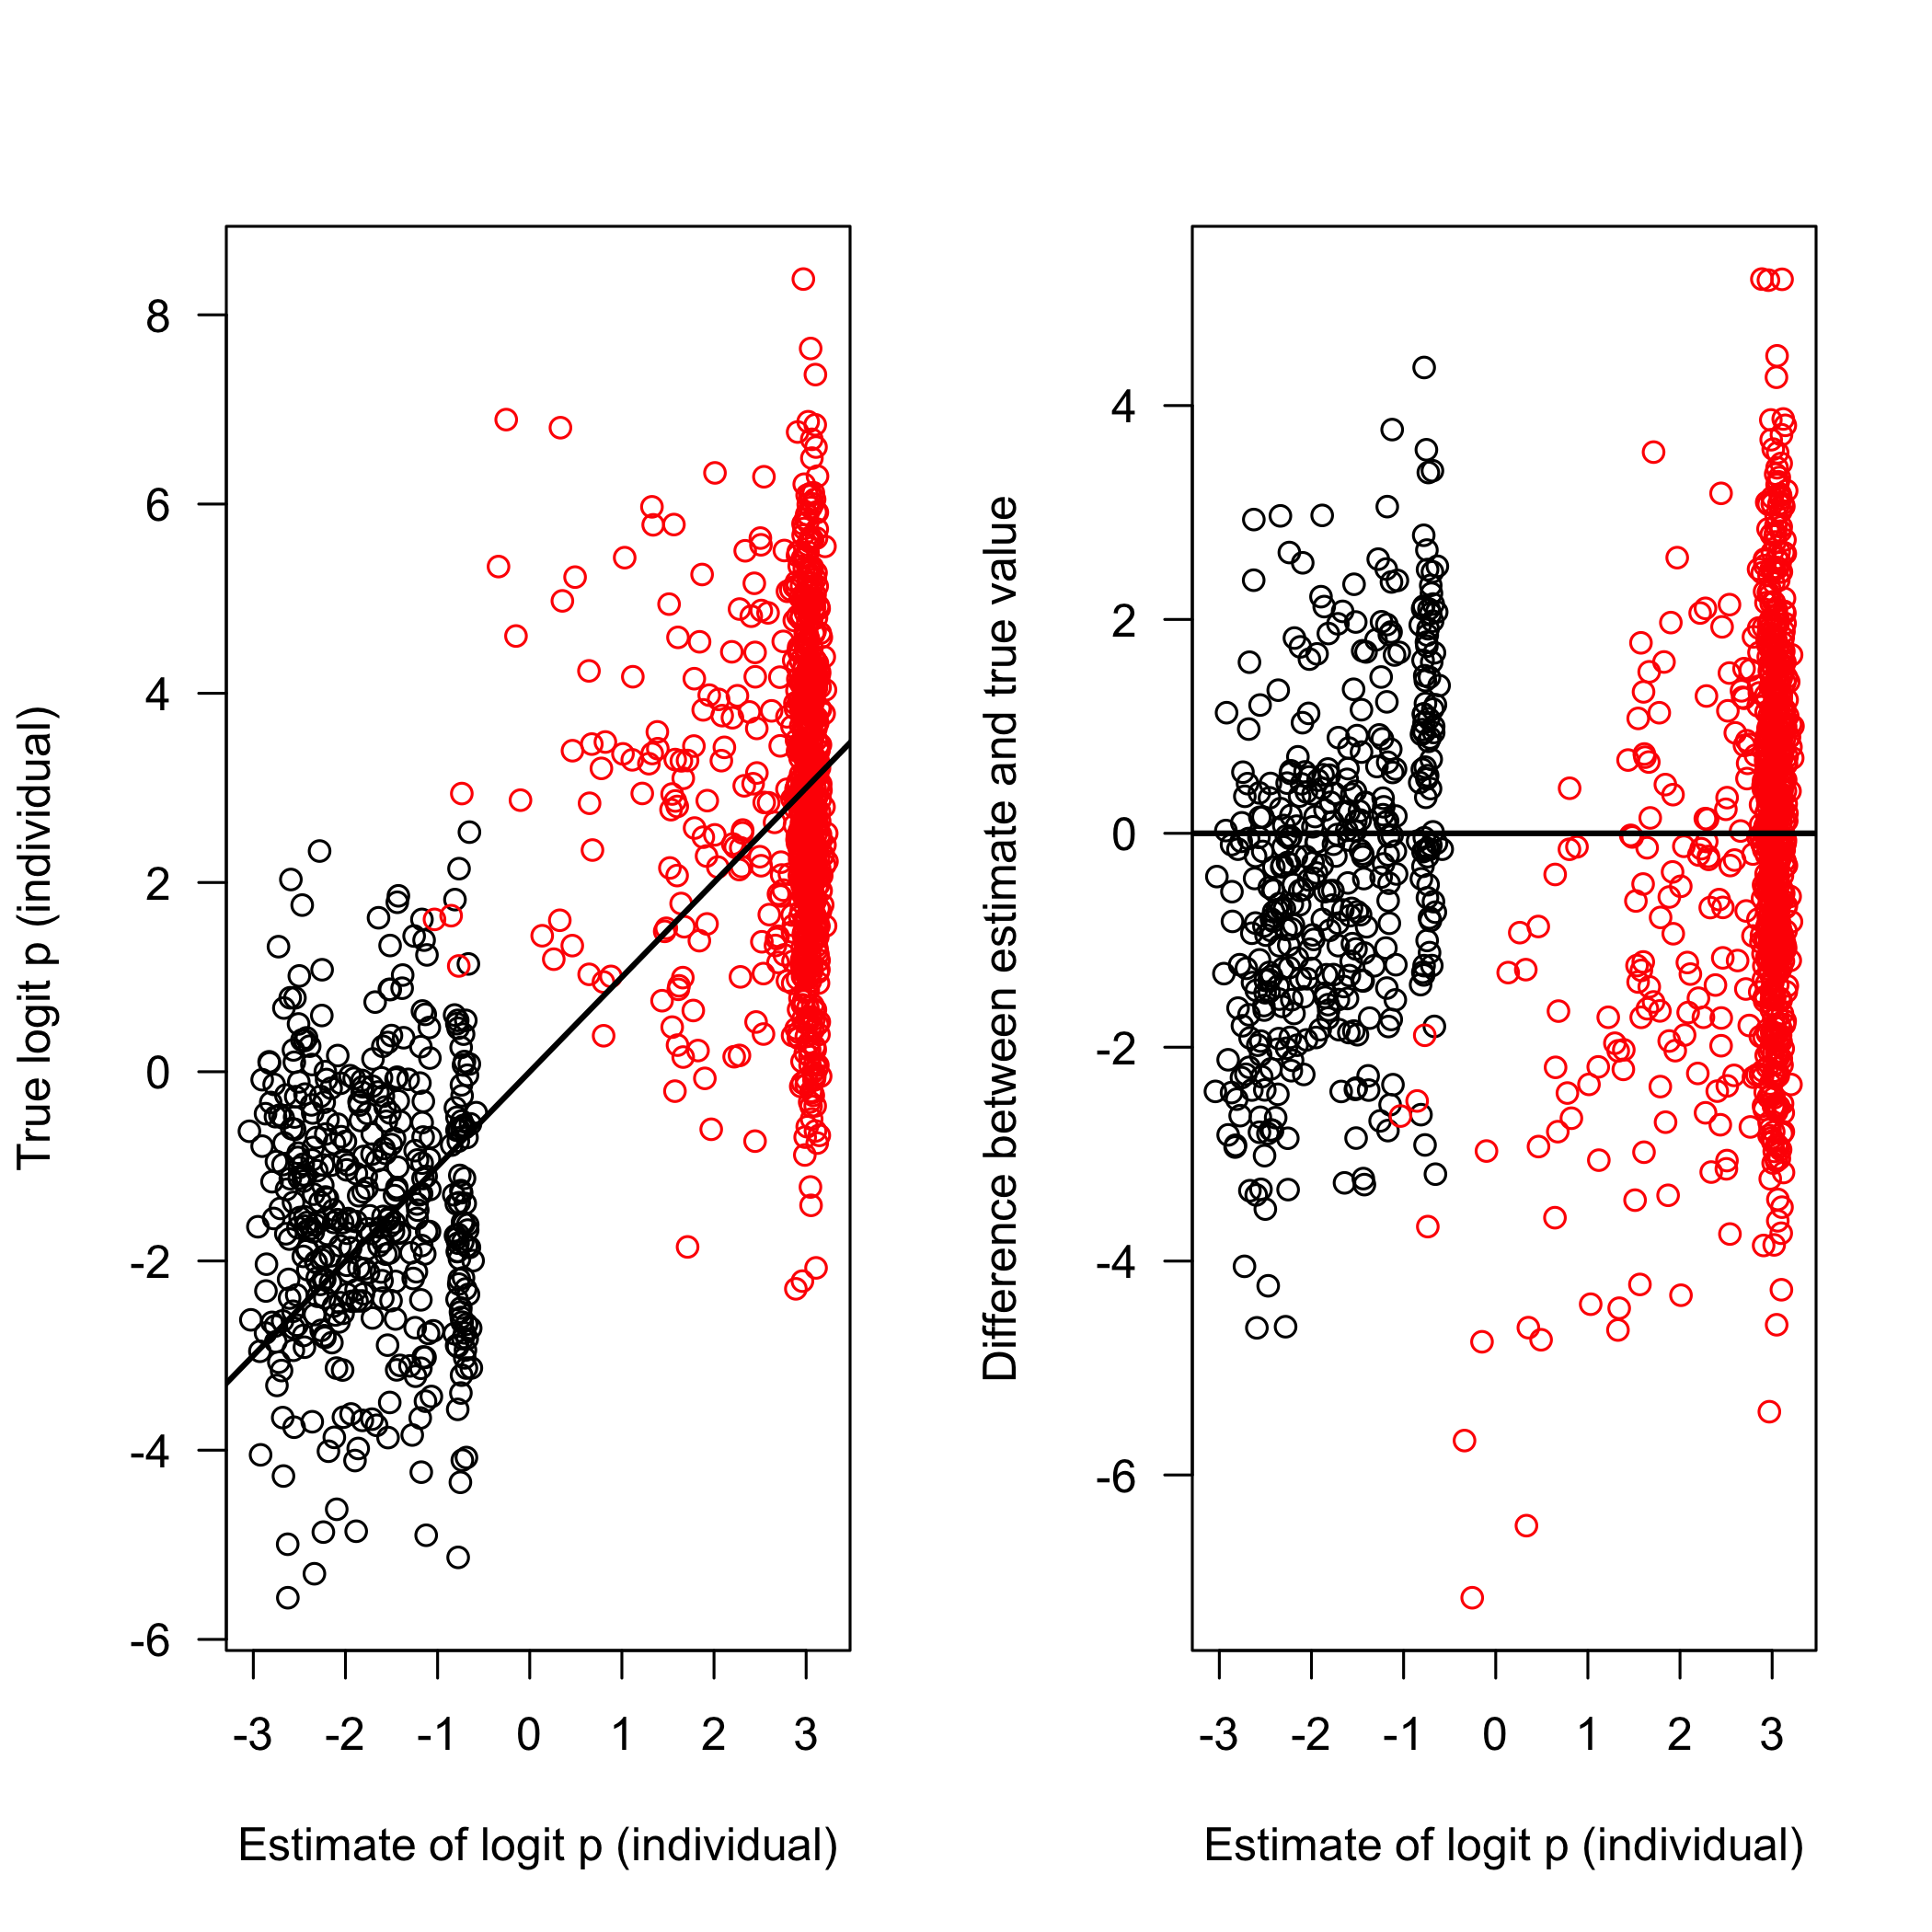 True logit p (individual)
8
6
4
2
0
-2
-4
-6
-3 -2 -1 0 1 2 3
Estimate of logit p (individual)
Difference between estimate and true value
4
2
0
-2
-4
-6
-3 -2 -1 0 1 2 3
Estimate of logit p (individual)